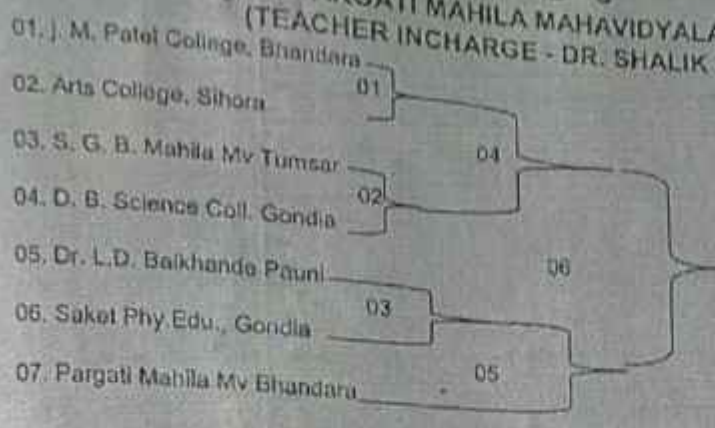 MAHILA MAHAVIDYALA
(TEACHER INCHARGE - DR. SHALIK
01. J. M. Patel College, Bhandara
01
02. Arts College, Sihora
04
03. S. G. B. Mahila Mv Tumsar
02
04. D. B. Science Coll. Gondia
06
05. Dr. L.D. Balkhande Pauni
03
06. Saket Phy.Edu., Gondia
05
07. Pargati Mahila Mv Bhandara